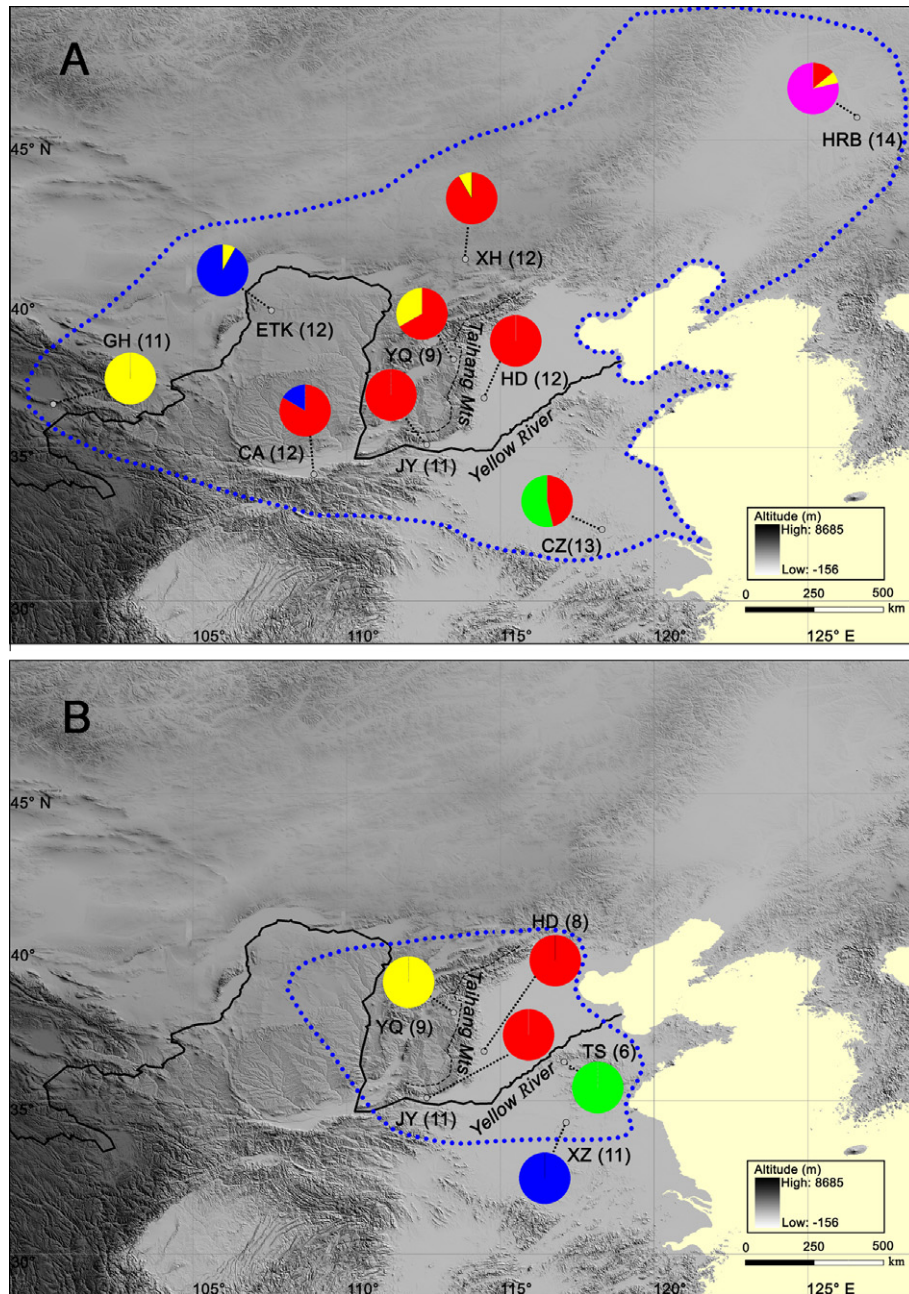 A
HRB (14)
45° N
XH (12)
40°
ETK (12)
GH (11)
YQ (9)
Taihang Mts
HD (12)
CA (12)
JY (11)
Yellow River
35°
CZ(13)
Altitude (m)
High: 8685
Low: -156
30°
0 250 500
km
105° 110° 115° 125° E
B
45° N
HD (8)
40°
Taihang Mts
YQ (9)
TS (6)
Yellow River
35°
JY (11)
XZ (11)
Altitude (m)
High: 8685
Low: -156
30°
0 250 500
km
105° 110° 115° 120° 125° E